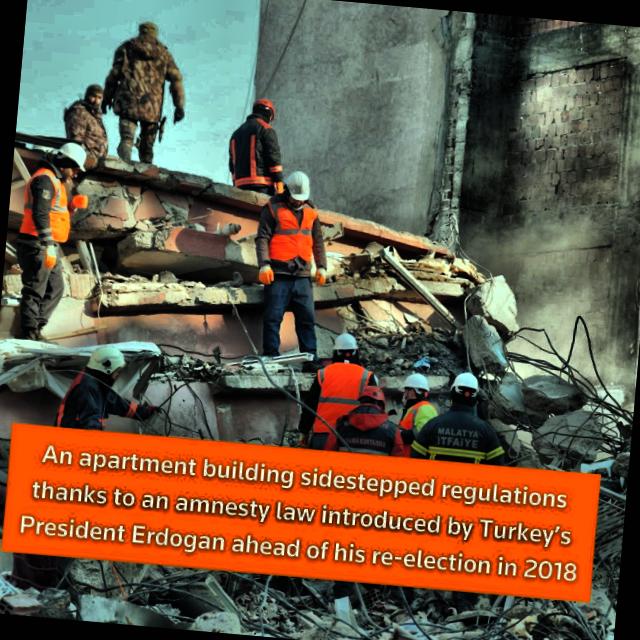 MALATYA
İTFAİYE
An apartment building sidestepped regulations
thanks to an amnesty law introduced by Turkey's
President Erdogan ahead of his re-election in 2018